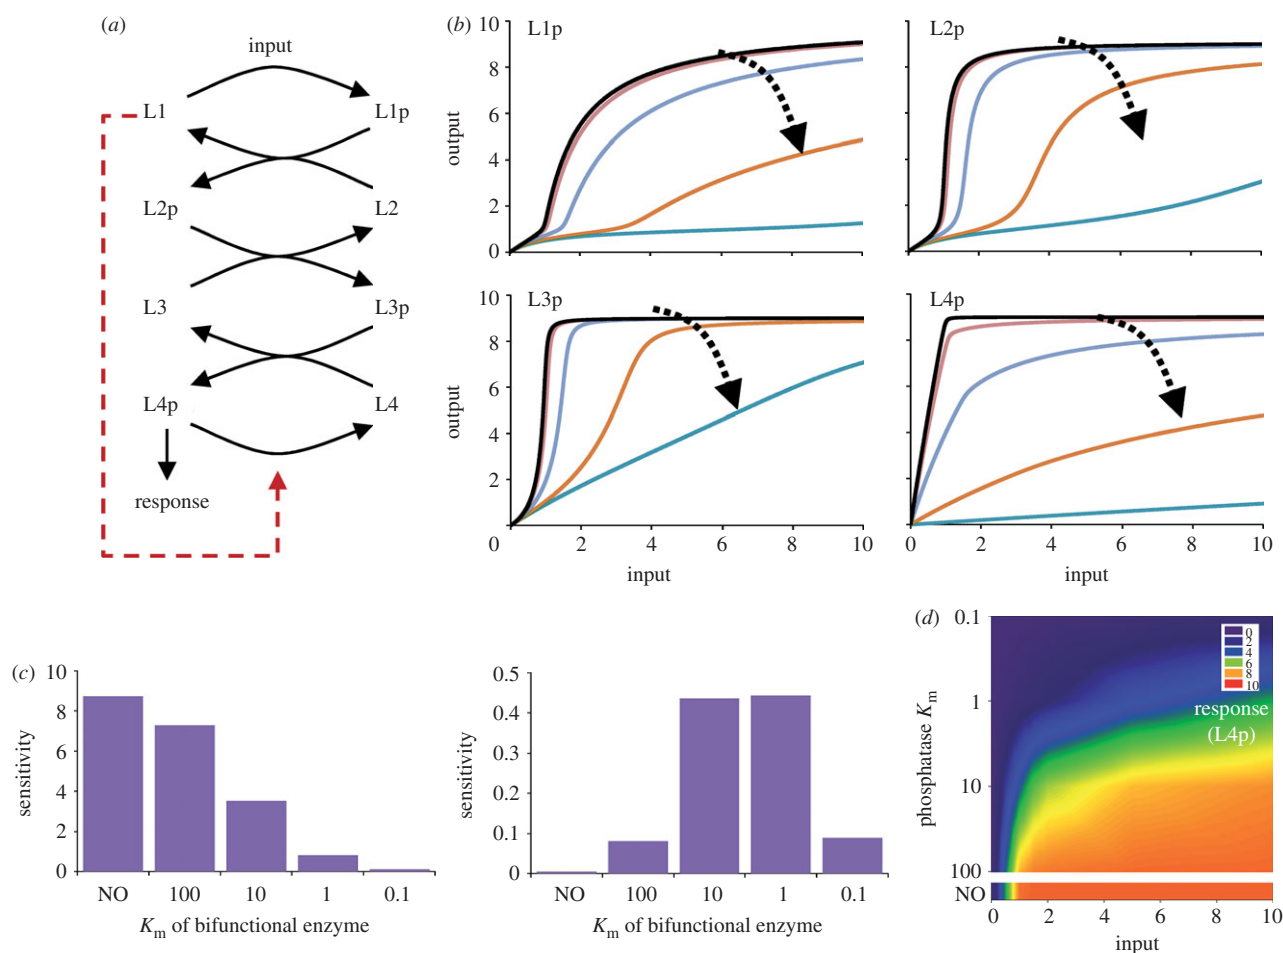 (a)
input
L1
L1p
L2p
L2
L3
L3p
L4p
L4
response
(b)
L1p
10
8
6
4
2
0
output
L2p
L3p
10
8
6
4
2
output
0
2
4
6
8
10
input
L4p
0
2
4
6
8
10
input
(c)
10
8
6
4
2
0
sensitivity
NO
100
10
1
0.1
Km of bifunctional enzyme
0.5
0.4
0.3
0.2
0.1
0
sensitivity
NO
100
10
1
0.1
Km of bifunctional enzyme
(d)
0.1
1
10
100
NO
phosphatase Km
0
2
4
6
8
10
response
(L4p)
0
2
4
6
8
10
input